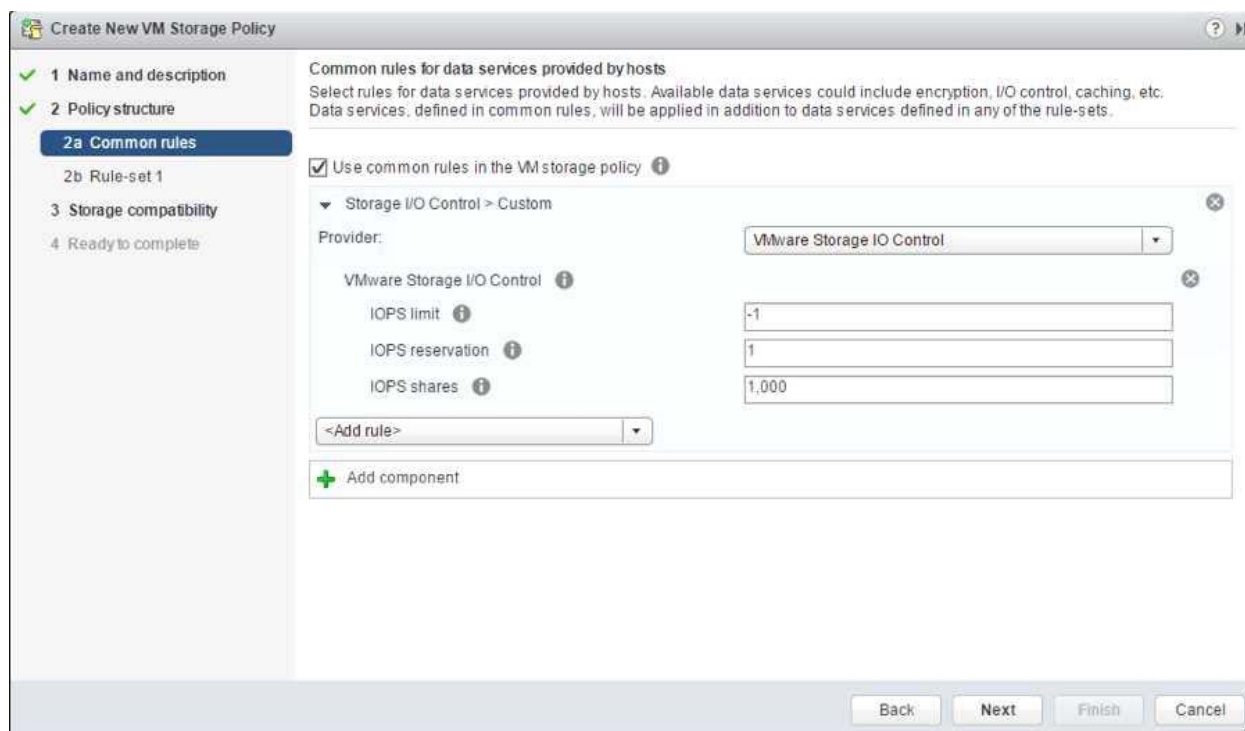 Create New VM Storage Policy
?
1 Name and description
2 Policy structure
2a Common rules
2b Rule-set 1
3 Storage compatibility
4 Ready to complete
Common rules for data services provided by hosts
Select rules for data services provided by hosts. Available data services could include encryption, I/O control, caching, etc.
Data services, defined in common rules, will be applied in addition to data services defined in any of the rule-sets.
Use common rules in the VM storage policy
Storage I/O Control > Custom
Provider: VMware Storage IO Control
VMware Storage I/O Control
IOPS limit -1
IOPS reservation 1
IOPS shares 1,000
<Add rule>
Add component
Back Next Finish Cancel